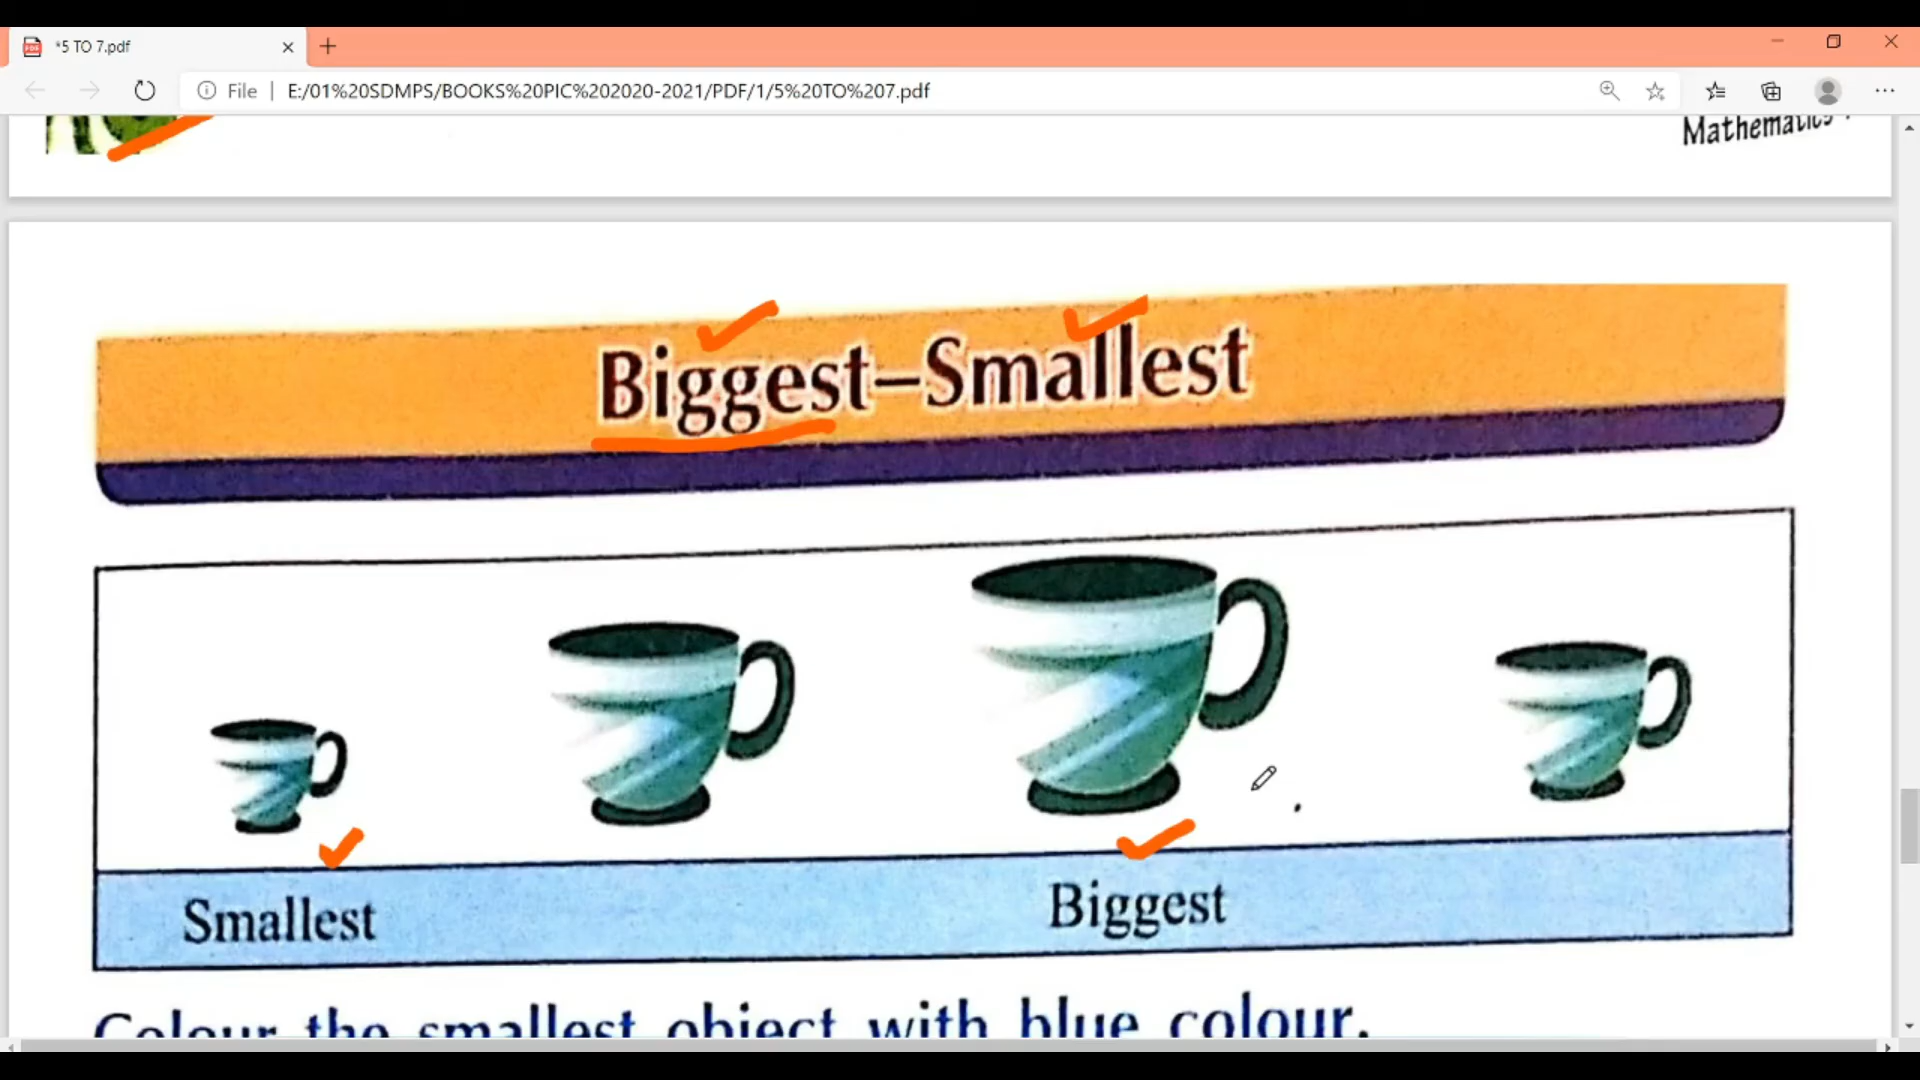 *5 TO 7.pdf
File | E:/01%20SDMPS/BOOKS%20PIC%202020-2021/PDF/1/5%20TO%207.pdf
Mathematics
Biggest–Smallest
Smallest Biggest
Colour the smallest object with blue colour.